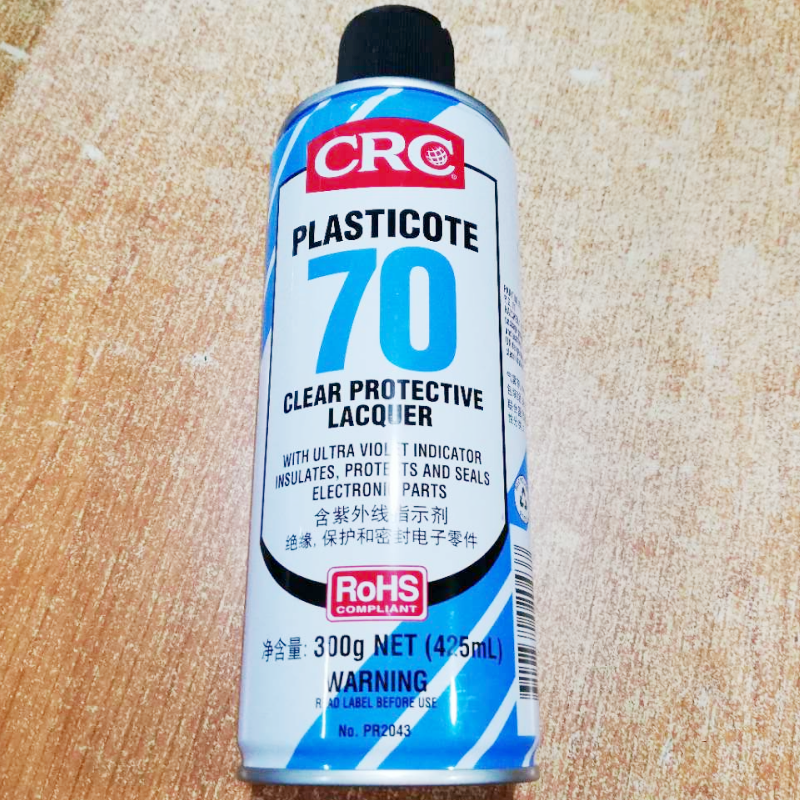 CRC
PLASTICOTE
70
CLEAR PROTECTIVE
LACQUER
WITH ULTRA VIOLET INDICATOR
INSULATES, PROTECTS AND SEALS
ELECTRONIC PARTS
含紫外线指示剂
绝缘, 保护和密封电子零件
RoHS
COMPLIANT
净含量: 300g NET (425mL)
WARNING
READ LABEL BEFORE USE
No. PR2043